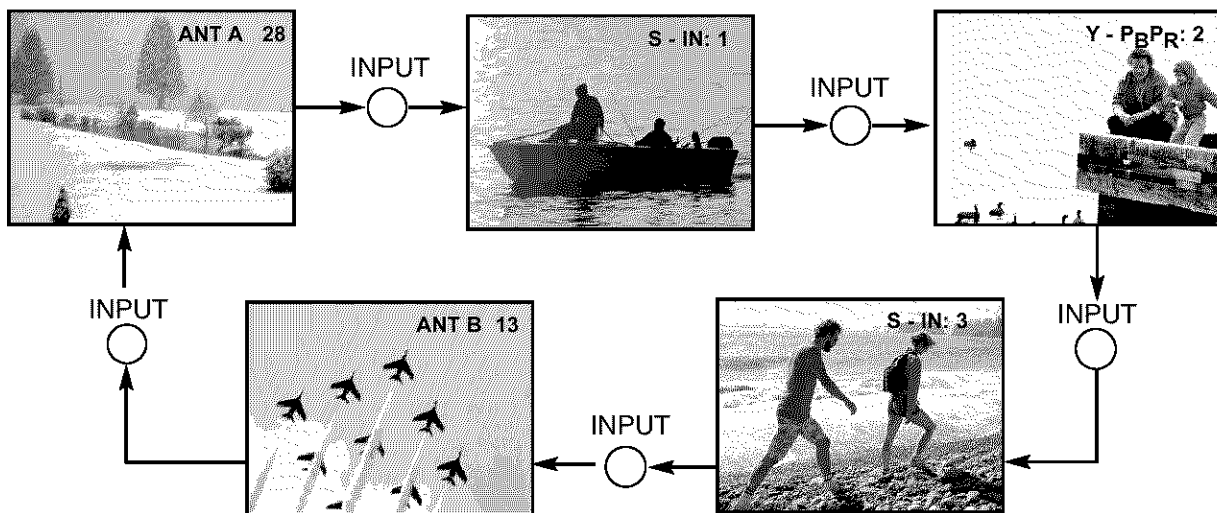 ANT A 28
INPUT
S - IN: 1
INPUT
Y - PBPR: 2
INPUT
S - IN: 3
INPUT
ANT B 13
INPUT